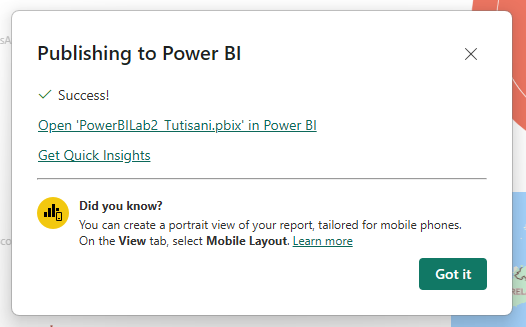 Publishing to Power BI
Success!
Open 'PowerBILab2_Tutisani.pbix' in Power BI
Get Quick Insights
Did you know?
You can create a portrait view of your report, tailored for mobile phones.
On the View tab, select Mobile Layout. Learn more
Got it